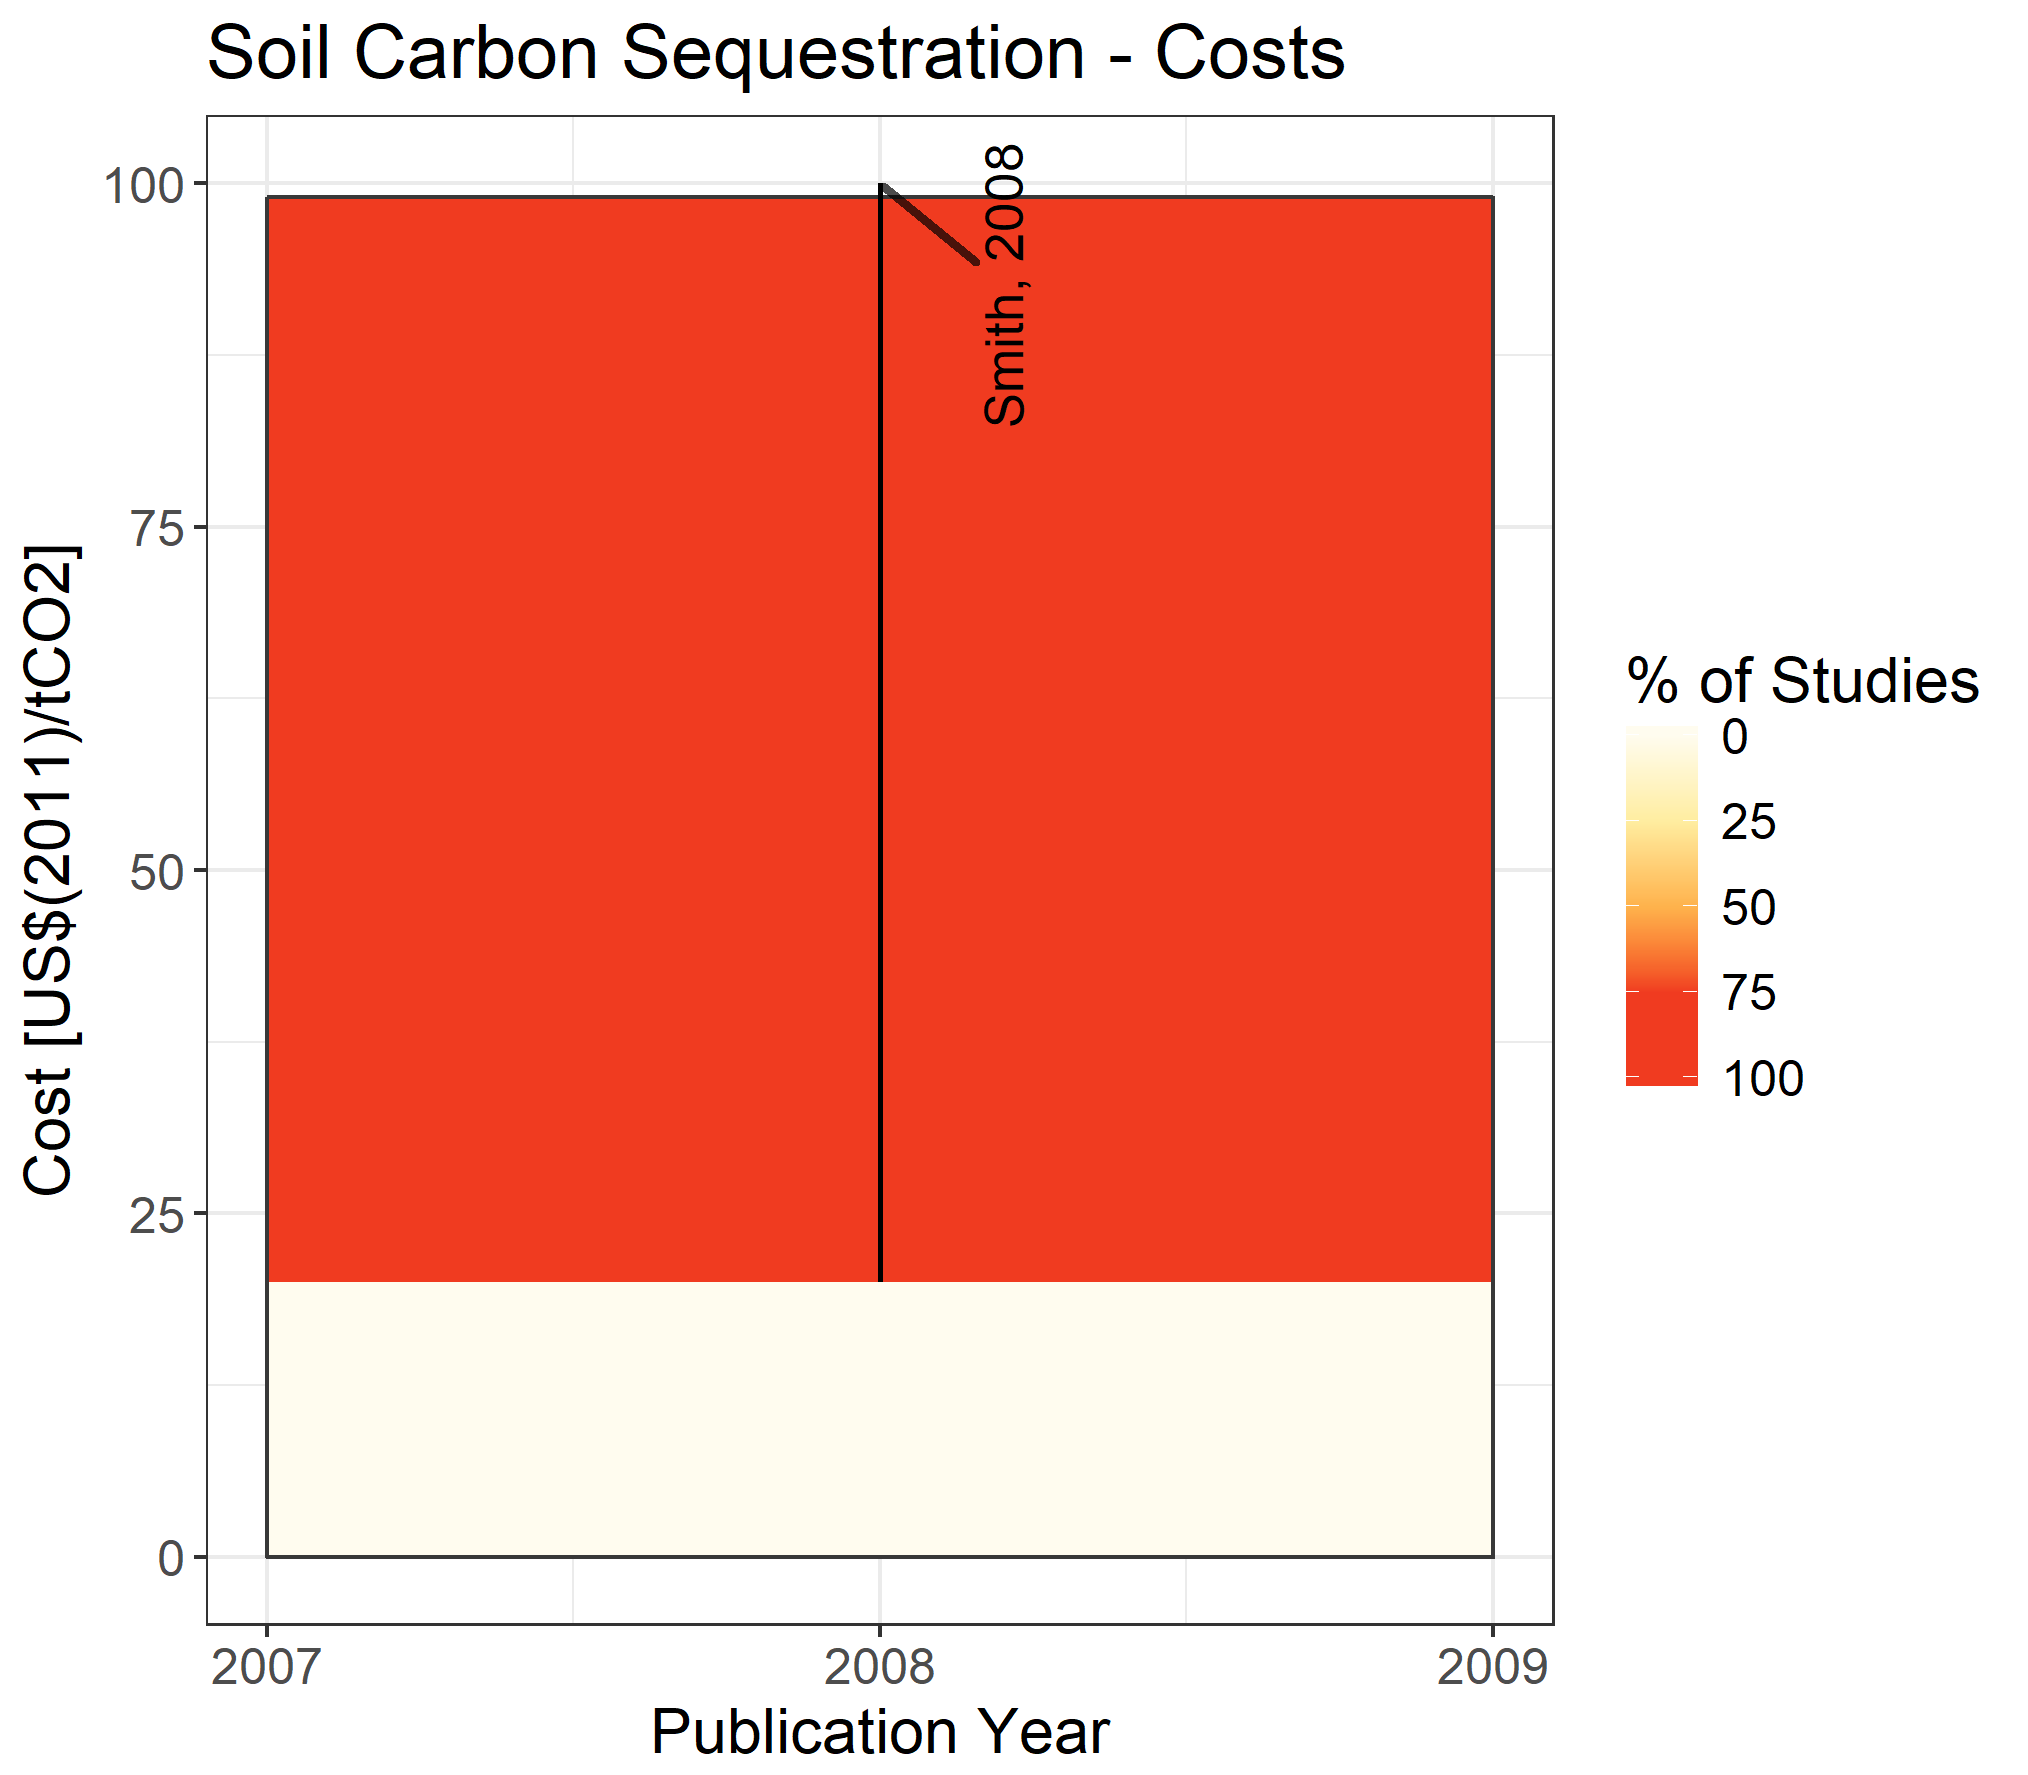 Soil Carbon Sequestration - Costs
Cost [US$(2011)/tCO2]
100
75
50
25
0
Smith, 2008
2007
2008
2009
Publication Year
% of Studies
0
25
50
75
100